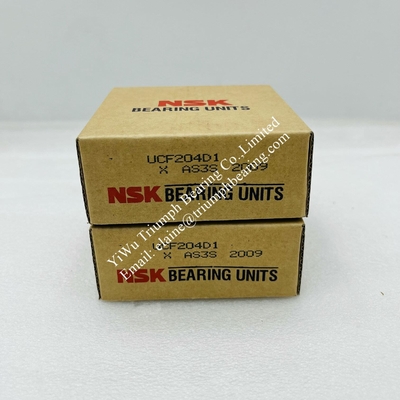 NSK
BEARING UNITS
UCF204D1
X AS3S 2009
NSK BEARING UNITS
UCF204D1
X AS3S 2009
NSK BEARING UNITS
YiWu Triumph Bearing Co.,Limited
Email: elaine@triumphbearing.com